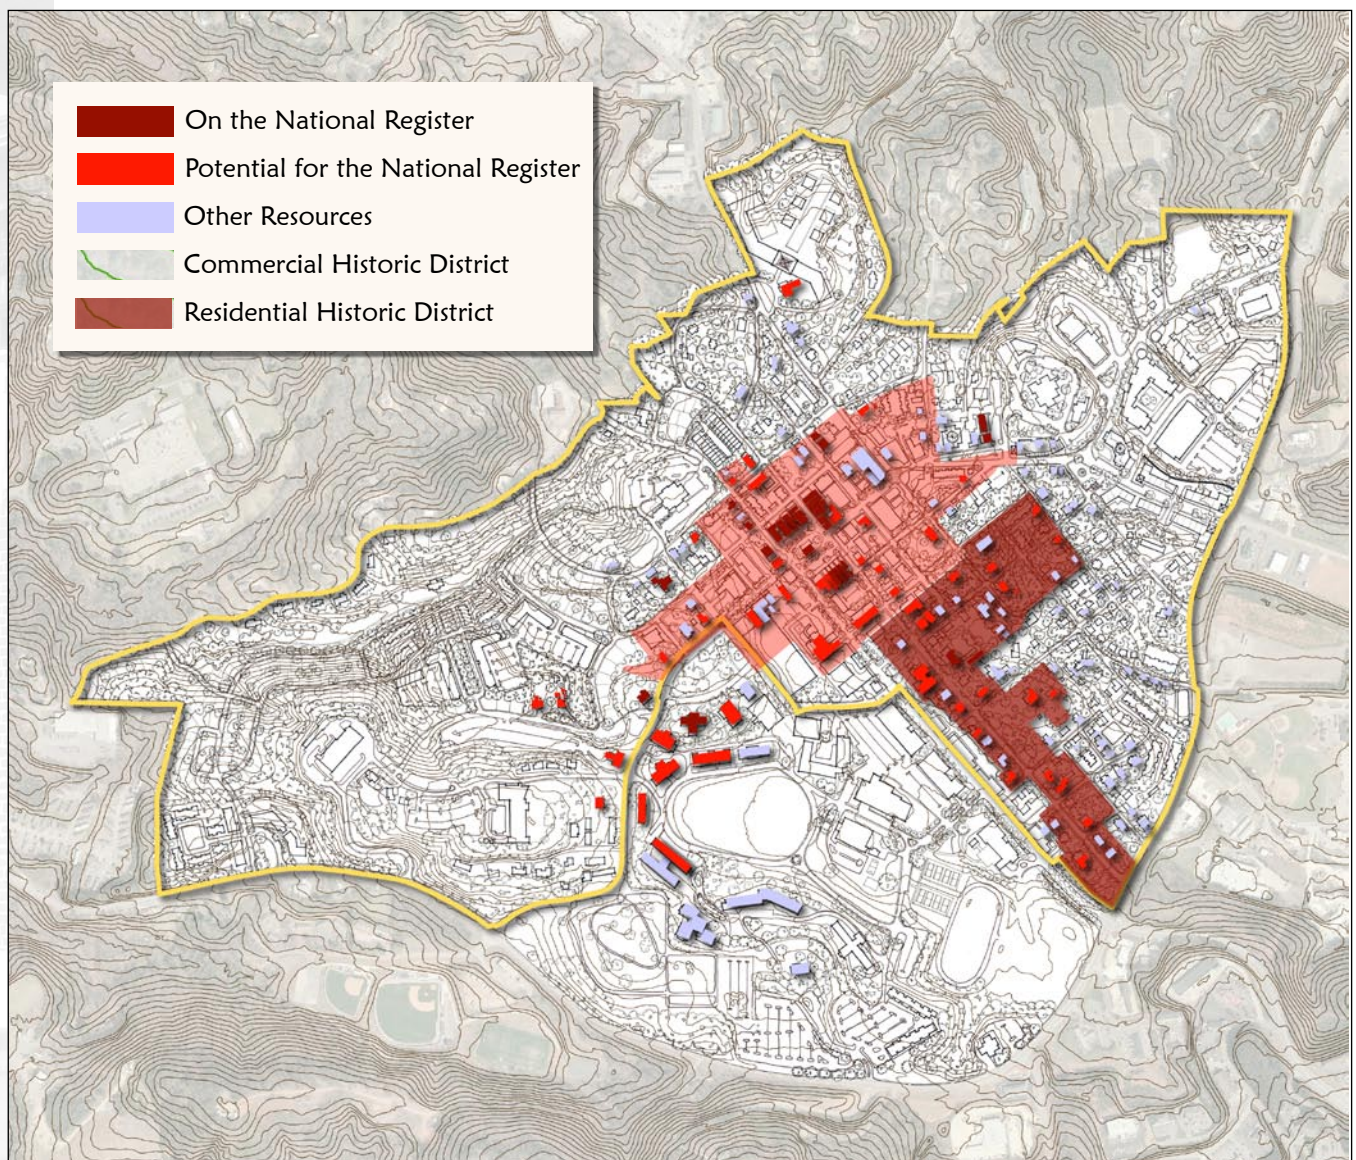 On the National Register
Potential for the National Register
Other Resources
Commercial Historic District
Residential Historic District